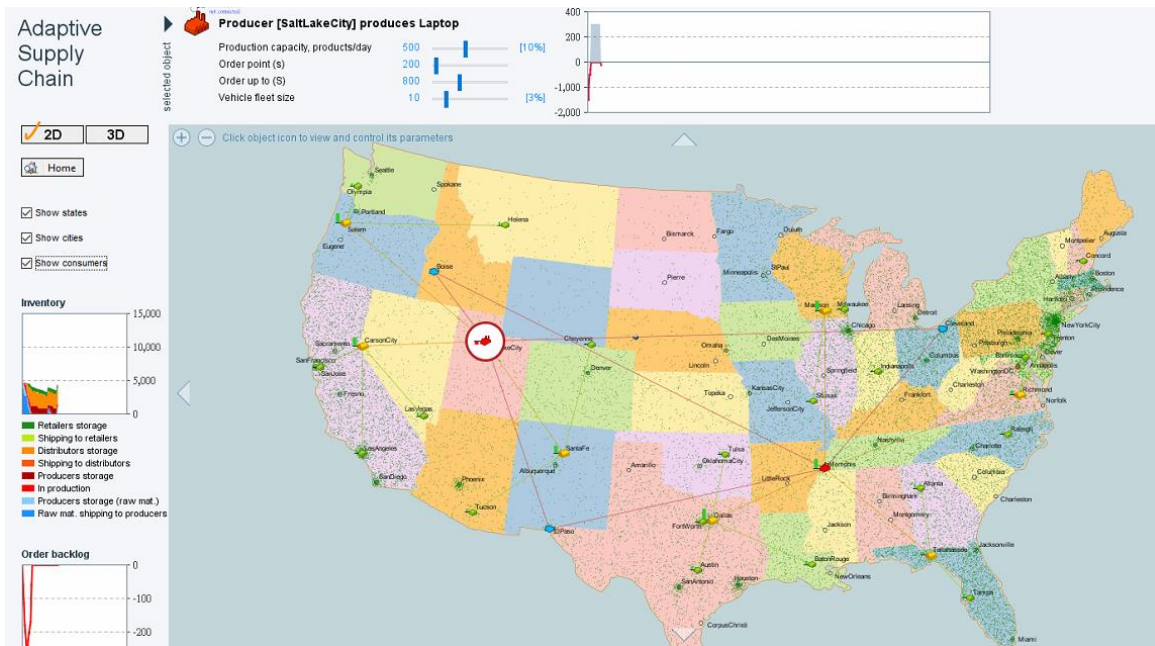 Adaptive
Supply
Chain
selected object
Producer [SaltLakeCity] produces Laptop
Production capacity, products/day 500 [10%]
Order point (s) 200
Order up to (S) 800
Vehicle fleet size 10 [3%]
400
200
0
-1,000
-2,000
2D 3D
Home
Show states
Show cities
Show consumers
Click object icon to view and control its parameters
Inventory
15,000
10,000
5,000
0
Retailers storage
Shipping to retailers
Distributors storage
Shipping to distributors
Producers storage
In production
Producers storage (raw mat.)
Raw mat. shipping to producers
Order backlog
0
-100
-200
Seattle
Olympia
Spokane
Portland
Salem
Eugene
Helena
Boise
Bismarck
Fargo
Duluth
Minneapolis
StPaul
Pierre
Madison
Milwaukee
Lansing
Detroit
Montpelier
Augusta
Concord
Albany
Boston
Providence
Hartford
NewYorkCity
Trenton
Philadelphia
Pittsburgh
Dover
Annapolis
WashingtonDC
Richmond
Norfolk
Cleveland
Columbus
Chicago
Indianapolis
Springfield
Charleston
Frankfort
DesMoines
Omaha
Lincoln
Cheyenne
Denver
Topeka
KansasCity
JeffersonCity
StLouis
Sacramento
CarsonCity
SanFrancisco
SanJose
Fresno
LasVegas
LosAngeles
SanDiego
Phoenix
Tucson
SantaFe
Albuquerque
ElPaso
Amarillo
OklahomaCity
Tulsa
LittleRock
Memphis
Nashville
Raleigh
Charlotte
Columbia
Charleston
Atlanta
Birmingham
Montgomery
Jackson
FortWorth
Dallas
Austin
SanAntonio
Houston
CorpusChristi
BatonRouge
NewOrleans
Tallahassee
Jacksonville
Tampa
Miami